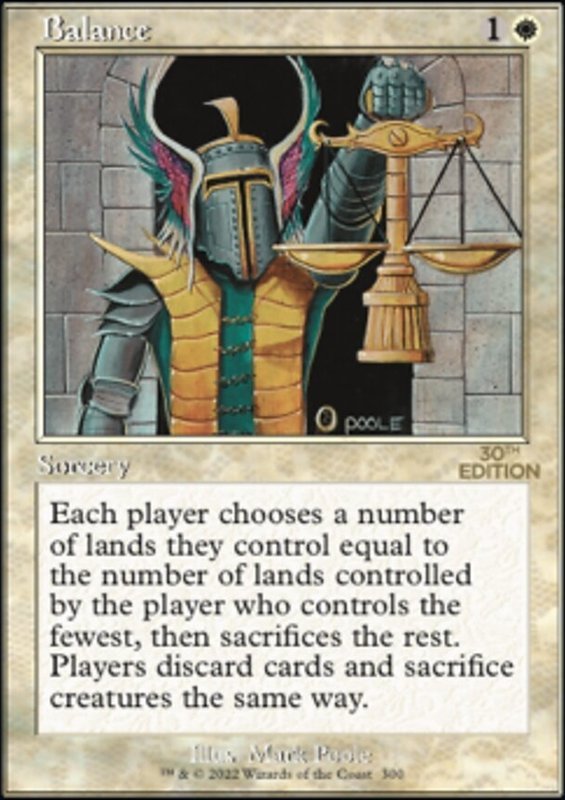 Balance 1
POOLE
Sorcery
30TH
EDITION
Each player chooses a number
of lands they control equal to
the number of lands controlled
by the player who controls the
fewest, then sacrifices the rest.
Players discard cards and sacrifice
creatures the same way.
Illus. Mark Poole
™ & © 2022 Wizards of the Coast 300